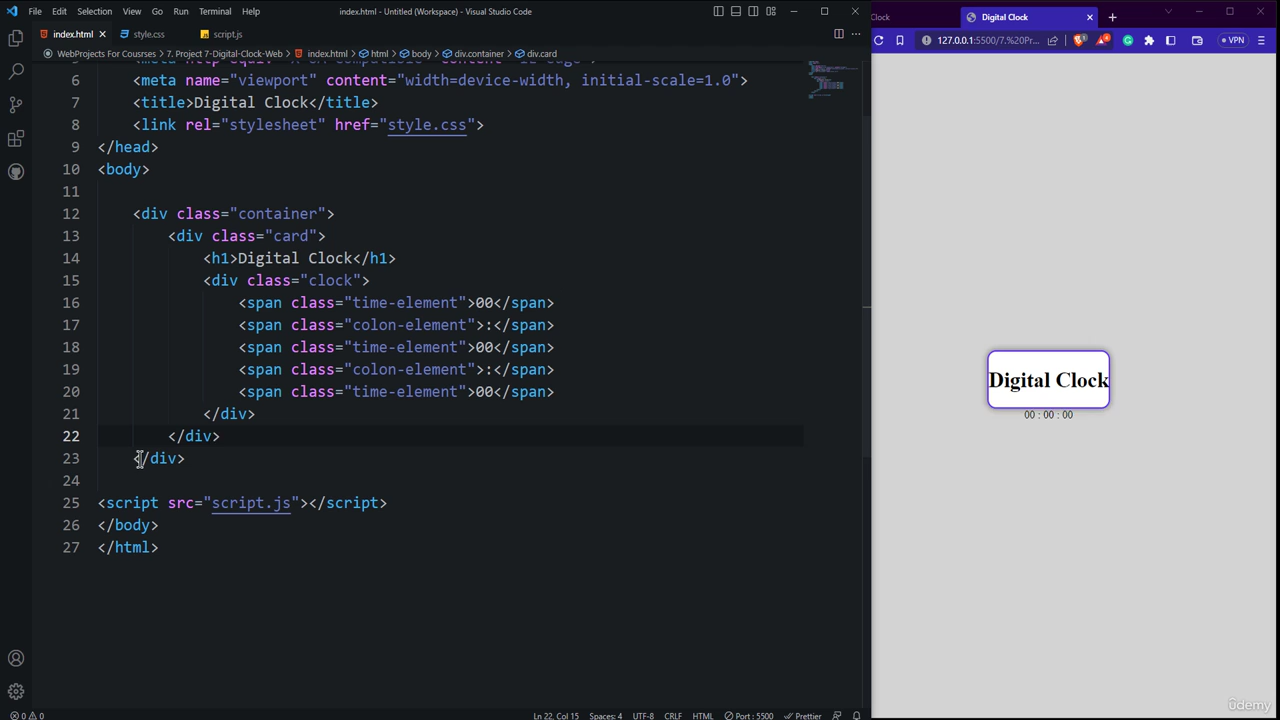 File Edit Selection View Go Run Terminal Help index.html - Untitled (Workspace) - Visual Studo Code
Clock Digital Clock
index.html style.css script.js
127.0.0.1:5500/7.%20Pr... VPN
WebProjects For Cousses > 7. Project 7-Digital-Clock-Web > index.html > html > body > div.container > div.card
6 <meta name="viewport" content="width=device-width, initial-scale=1.0">
7 <title>Digital Clock</title>
8 <link rel="stylesheet" href="style.css">
9 </head>
10 <body>
11
12 <div class="container">
13 <div class="card">
14 <h1>Digital Clock</h1>
15 <div class="clock">
16 <span class="time-element">00</span>
17 <span class="colon-element">:</span>
18 <span class="time-element">00</span>
19 <span class="colon-element">:</span>
20 <span class="time-element">00</span>
21 </div>
22 </div>
23 </div>
24
25 <script src="script.js"></script>
26 </body>
27 </html>
Digital Clock
00 : 00 : 00
0 0 Ln 22, Col 15 Spaces: 4 UTF-8 CRLF HTML Port : 5500 Prettier
ûdemy